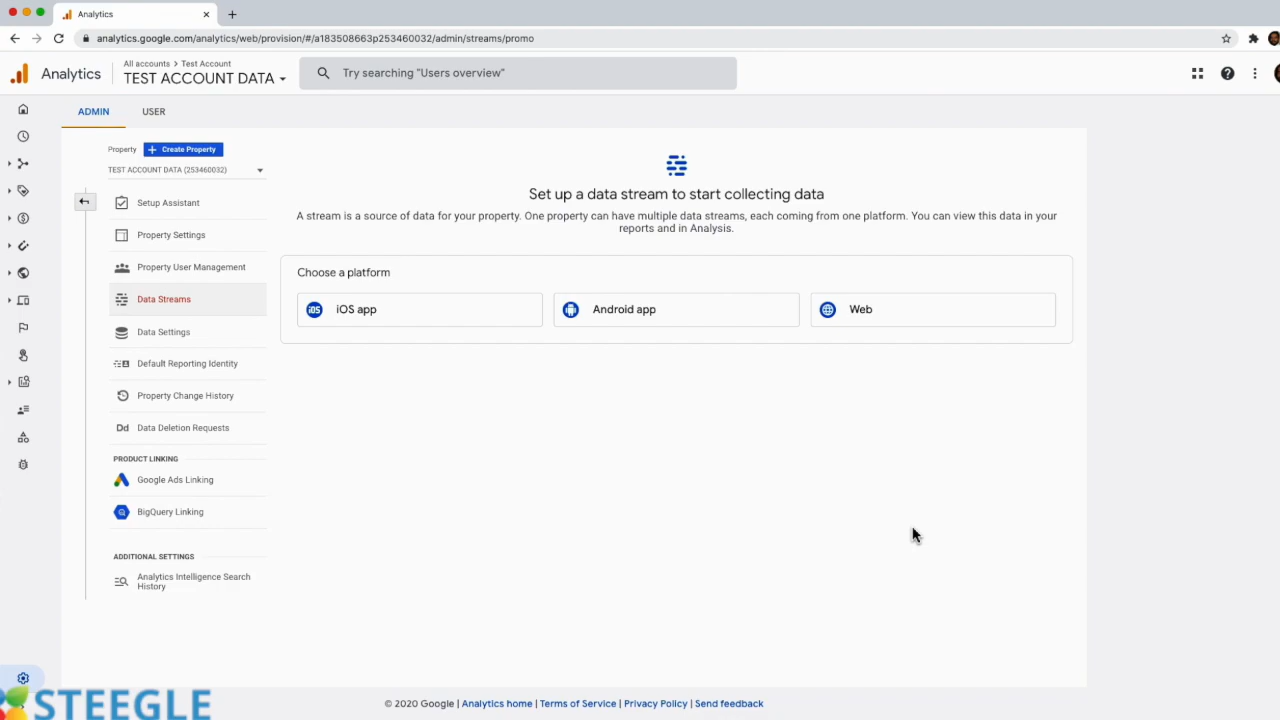 Analytics
analytics.google.com/analytics/web/provision/#/a183508663p253460032/admin/streams/promo
Analytics
All accounts > Test Account
TEST ACCOUNT DATA
Try searching "Users overview"
ADMIN
USER
Property
Create Property
TEST ACCOUNT DATA (253460032)
Setup Assistant
Property Settings
Property User Management
Data Streams
Data Settings
Default Reporting Identity
Property Change History
Dd Data Deletion Requests
PRODUCT LINKING
Google Ads Linking
BigQuery Linking
ADDITIONAL SETTINGS
Analytics Intelligence Search
History
Set up a data stream to start collecting data
A stream is a source of data for your property. One property can have multiple data streams, each coming from one platform. You can view this data in your
reports and in Analysis.
Choose a platform
iOS iOS app
Android app
Web
STEEGLE
© 2020 Google | Analytics home | Terms of Service | Privacy Policy | Send feedback